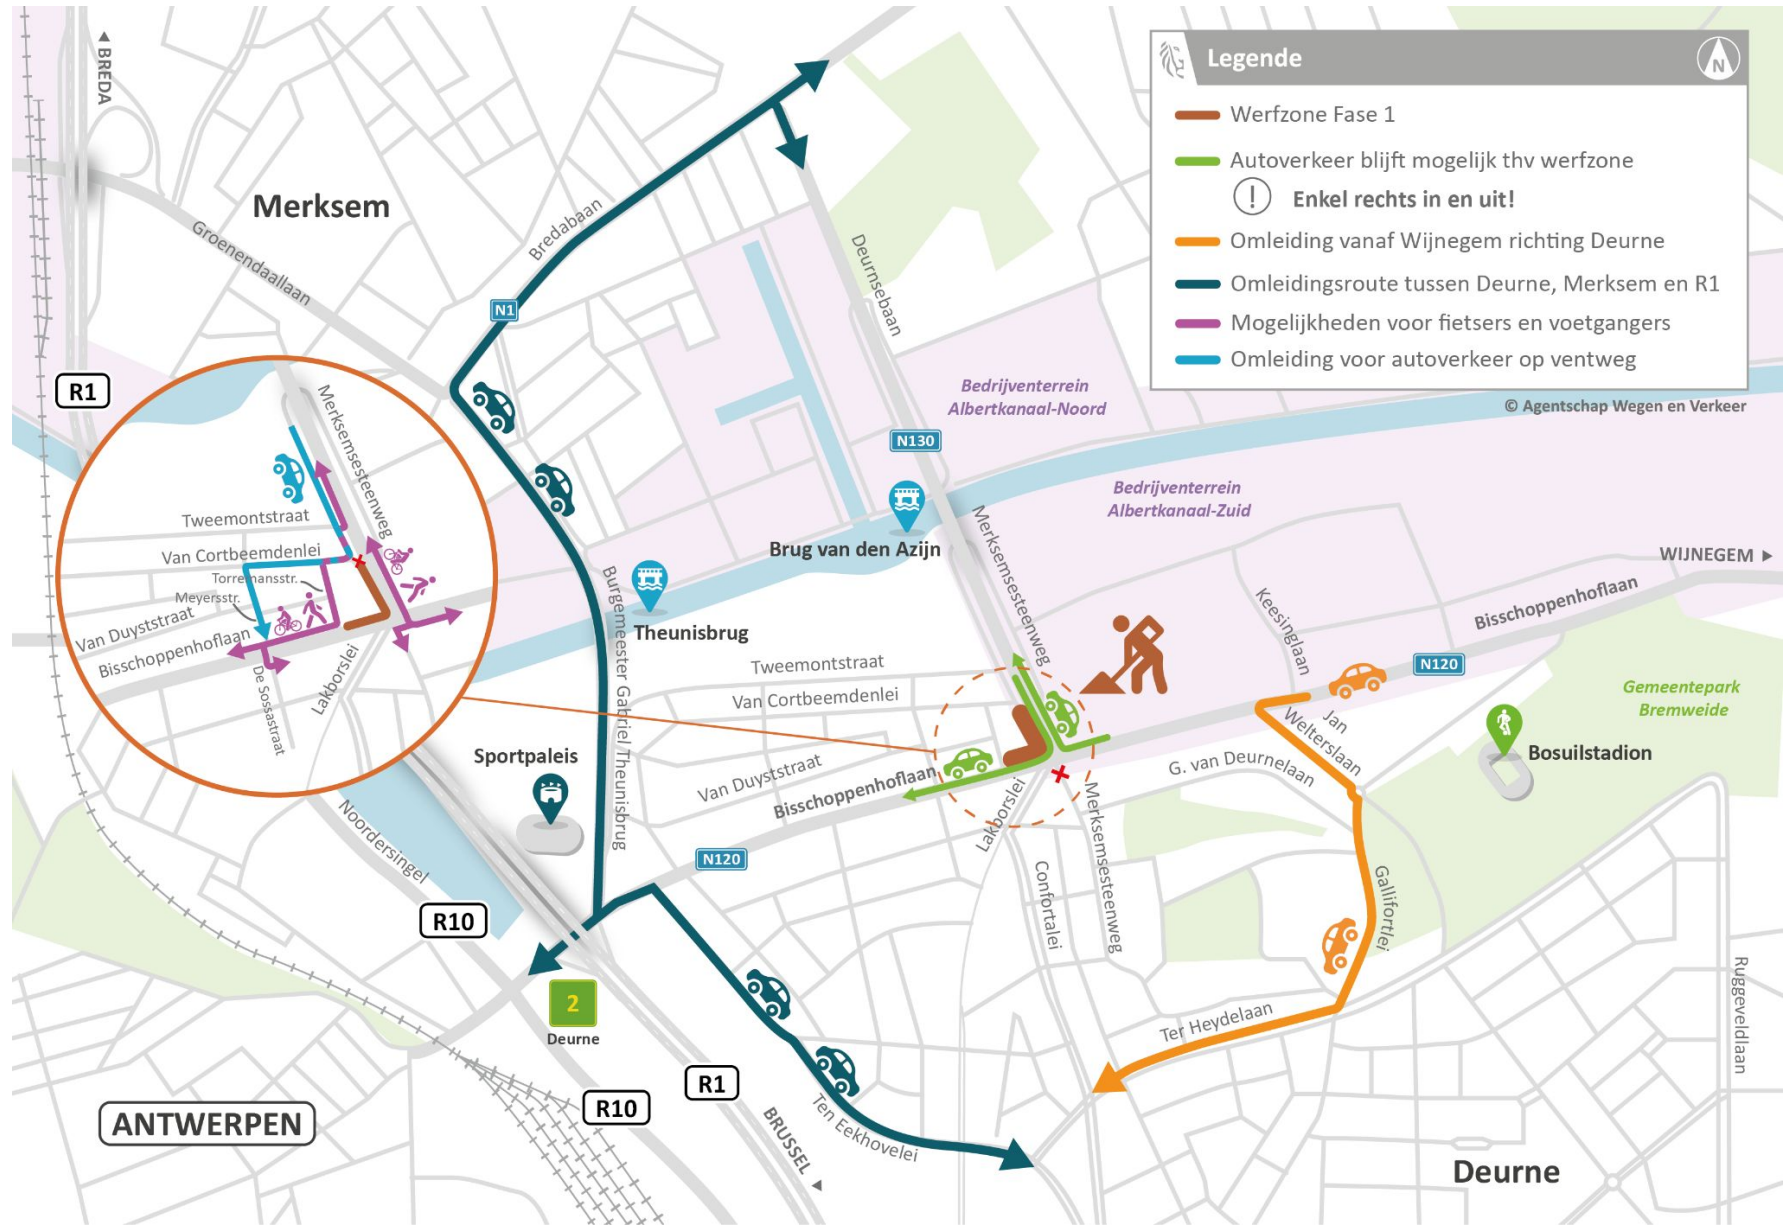 Legende
N
Werfzone Fase 1
Autoverkeer blijft mogelijk thv werfzone
! Enkel rechts in en uit!
Omleiding vanaf Wijnegem richting Deurne
Omleidingsroute tussen Deurne, Merksem en R1
Mogelijkheden voor fietsers en voetgangers
Omleiding voor autoverkeer op ventweg
© Agentschap Wegen en Verkeer
BREDA
Merksem
Groenendaallaan
Bredabaan
N1
Deurnsebaan
R1
Bedrijventerrein
Albertkanaal-Noord
N130
Bedrijventerrein
Albertkanaal-Zuid
Brug van den Azijn
Merksemsesteenweg
WIJNEGEM
Bisschoppenhoflaan
Keesinglaan
N120
Merksemsesteenweg
Tweemontstraat
Van Cortbeemdenlei
Torremansstr.
Meyersstr.
Van Duyststraat
Bisschoppenhoflaan
De Sossastraat
Lakborslei
Burgemeester Gabriel Theunisbrug
Theunisbrug
Tweemontstraat
Van Cortbeemdenlei
Gemeentepark
Bremweide
Jan
Welterslaan
Bosuilstadion
Sportpaleis
Van Duyststraat
Bisschoppenhoflaan
G. van Deurnelaan
Lakborslei
Merksemsesteenweg
Noordersingel
N120
Confortalei
Gallifortlei
R10
Ruggeveldlaan
2
Deurne
Ter Heydelaan
R1
R10
ANTWERPEN
BRUSSEL
Ten Eekhovelei
Deurne